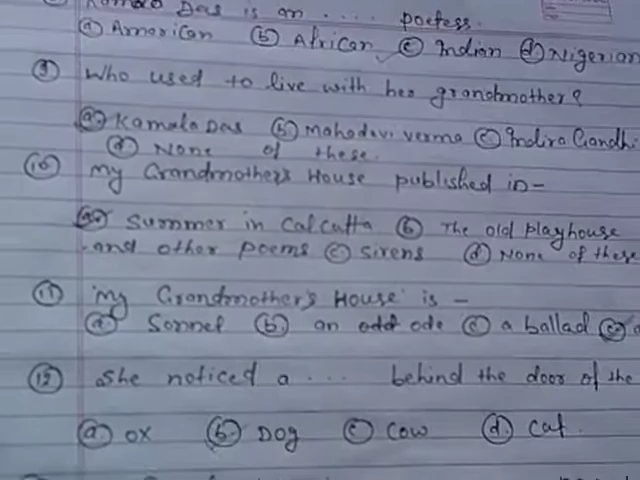 Kamala Das is an .... poetess.
(a) American (b) African (c) Indian (d) Nigerian
(9) Who used to live with her grandmother?
(a) Kamala Das (b) Mahadevi verma (c) Indira Gandhi
(d) None of these.
(10) My Grandmother's House published in -
(a) Summer in Calcutta (b) The old playhouse
and other poems (c) Sirens (d) None of these
(11) 'My Grandmother's House' is -
(a) Sonnet (b) an ode (c) a ballad
(12) She noticed a .... behind the door of the
(a) ox (b) Dog (c) Cow (d) Cat.